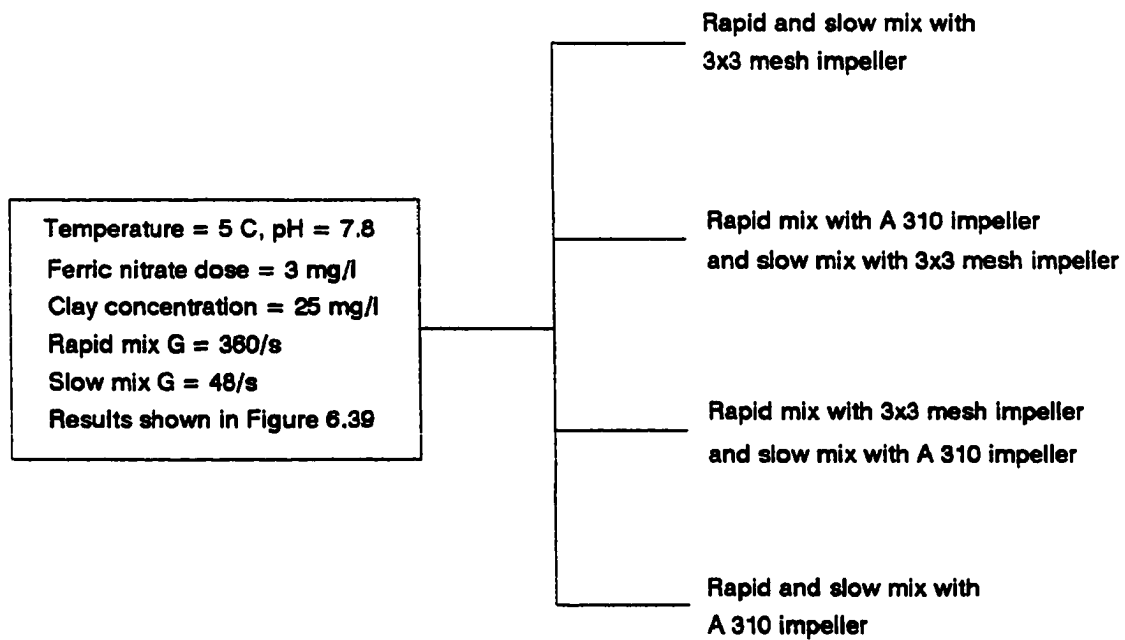 Rapid and slow mix with
3x3 mesh impeller
Temperature = 5 C, pH = 7.8
Ferric nitrate dose = 3 mg/l
Clay concentration = 25 mg/l
Rapid mix G = 360/s
Slow mix G = 48/s
Results shown in Figure 6.39
Rapid mix with A 310 impeller
and slow mix with 3x3 mesh impeller
Rapid mix with 3x3 mesh impeller
and slow mix with A 310 impeller
Rapid and slow mix with
A 310 impeller